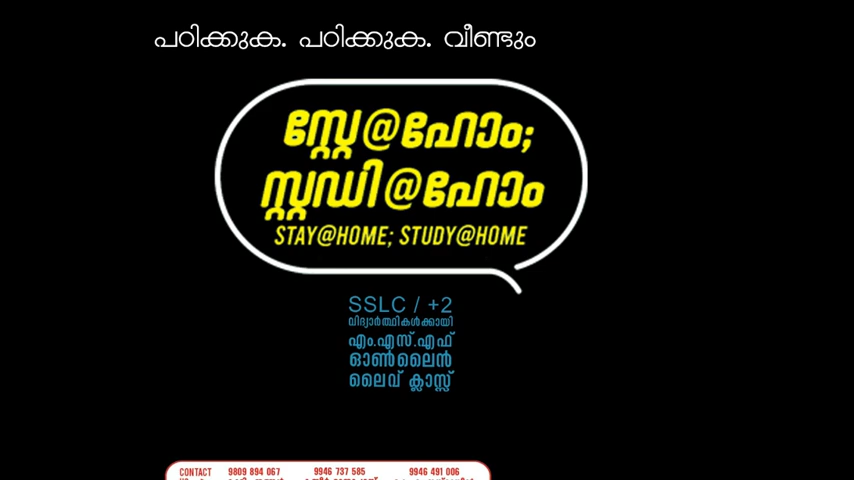 പഠിക്കുക. പഠിക്കുക. വീണ്ടും
സ്റ്റേ@ഹോം;
സ്റ്റഡി@ഹോം
STAY@HOME; STUDY@HOME
SSLC / +2
വിദ്യാർത്ഥികൾക്കായി
എം.എസ്.എഫ്
ഓൺലൈൻ
ലൈവ് ക്ലാസ്സ്
CONTACT 9809 894 067 9946 737 585 9946 491 006